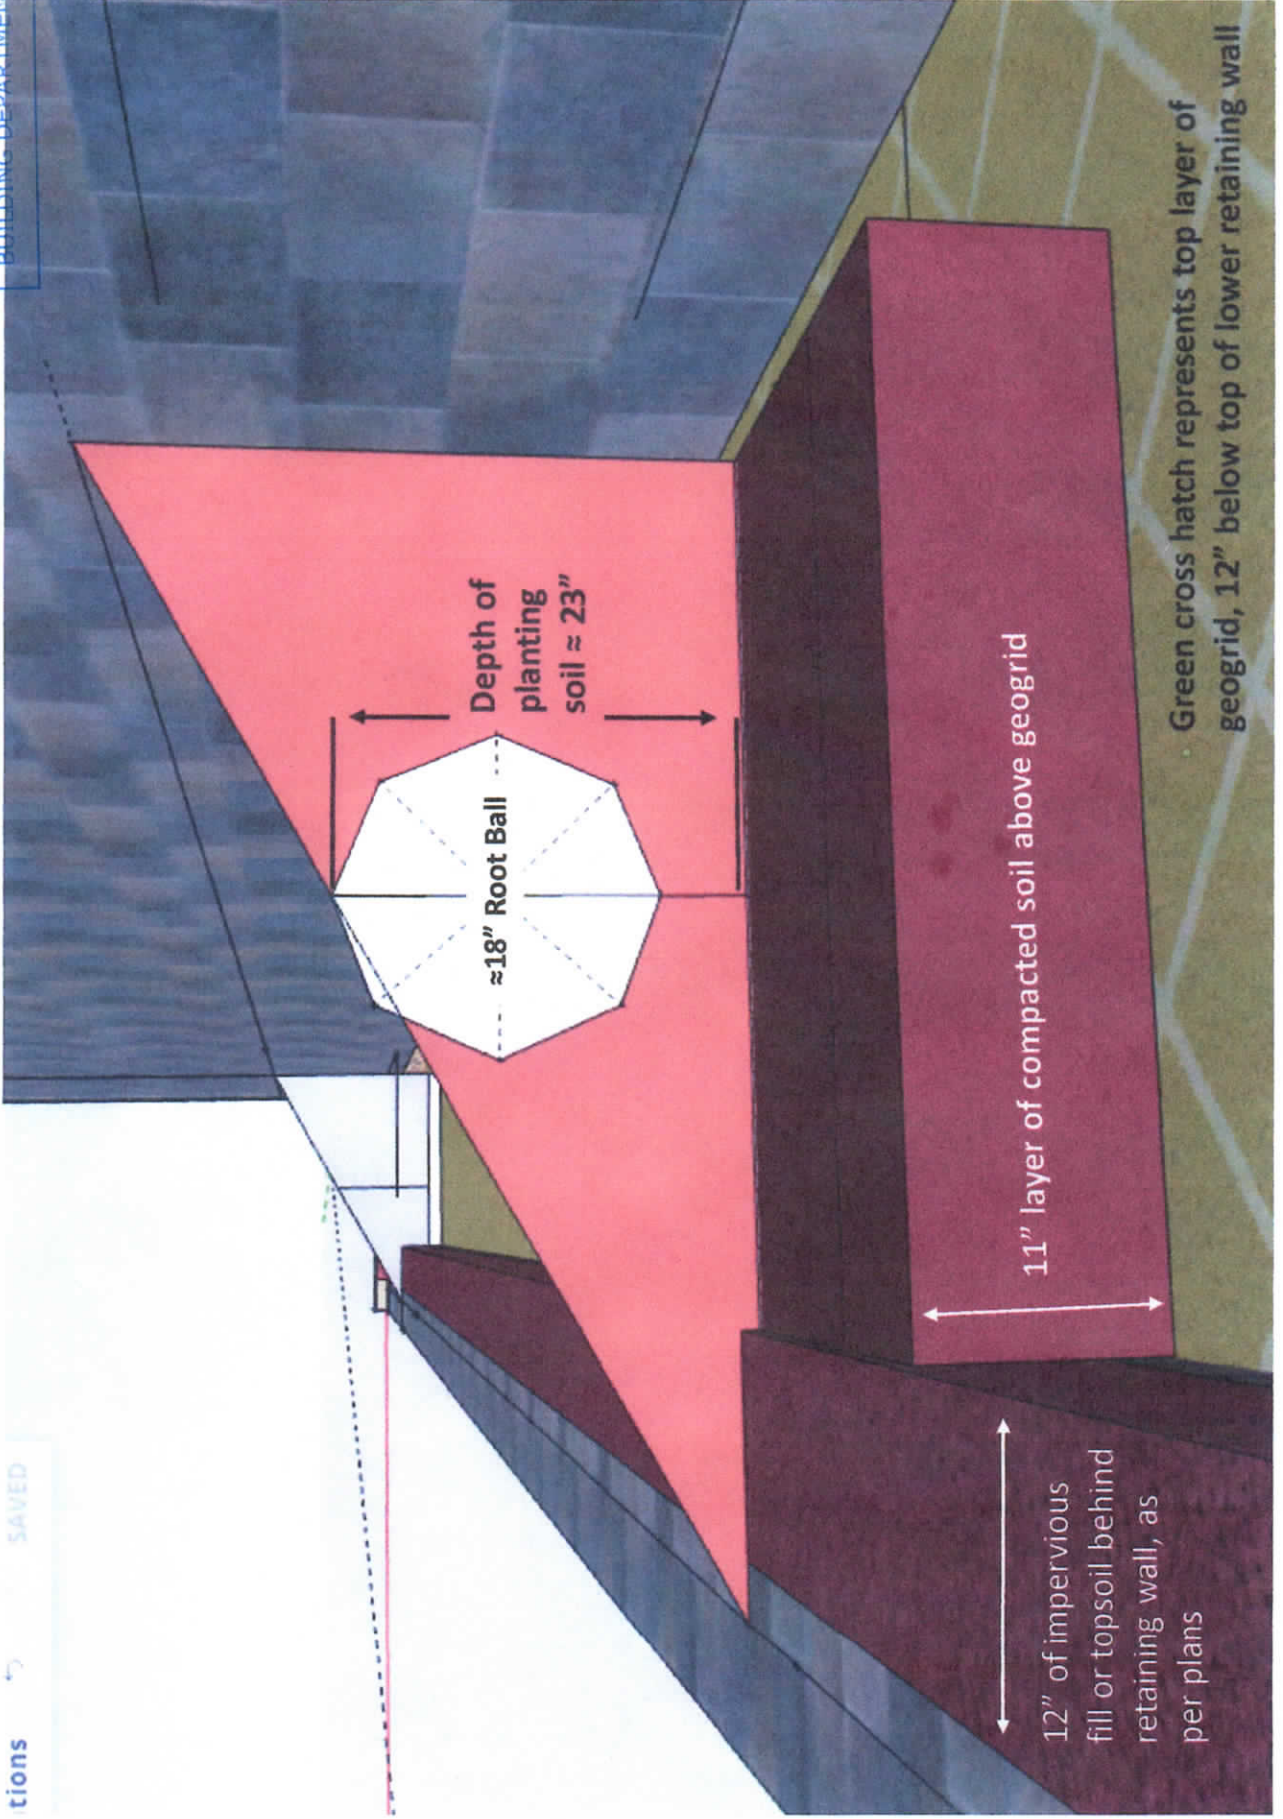 tions
SAVED
Depth of
planting
soil ≈ 23”
≈18” Root Ball
11” layer of compacted soil above geogrid
12” of impervious
fill or topsoil behind
retaining wall, as
per plans
Green cross hatch represents top layer of
geogrid, 12” below top of lower retaining wall